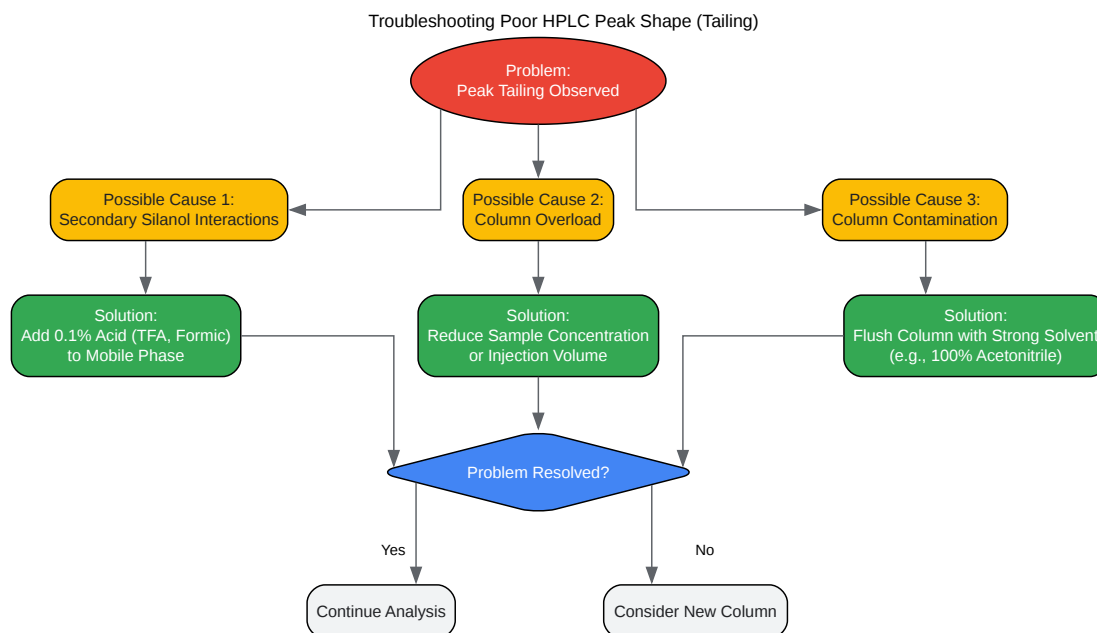 Troubleshooting Poor HPLC Peak Shape (Tailing)
Problem:
Peak Tailing Observed
Possible Cause 1:
Secondary Silanol Interactions
Possible Cause 2:
Column Overload
Possible Cause 3:
Column Contamination
Solution:
Add 0.1% Acid (TFA, Formic)
to Mobile Phase
Solution:
Reduce Sample Concentration
or Injection Volume
Solution:
Flush Column with Strong Solvent
(e.g., 100% Acetonitrile)
Problem Resolved?
Yes
No
Continue Analysis
Consider New Column